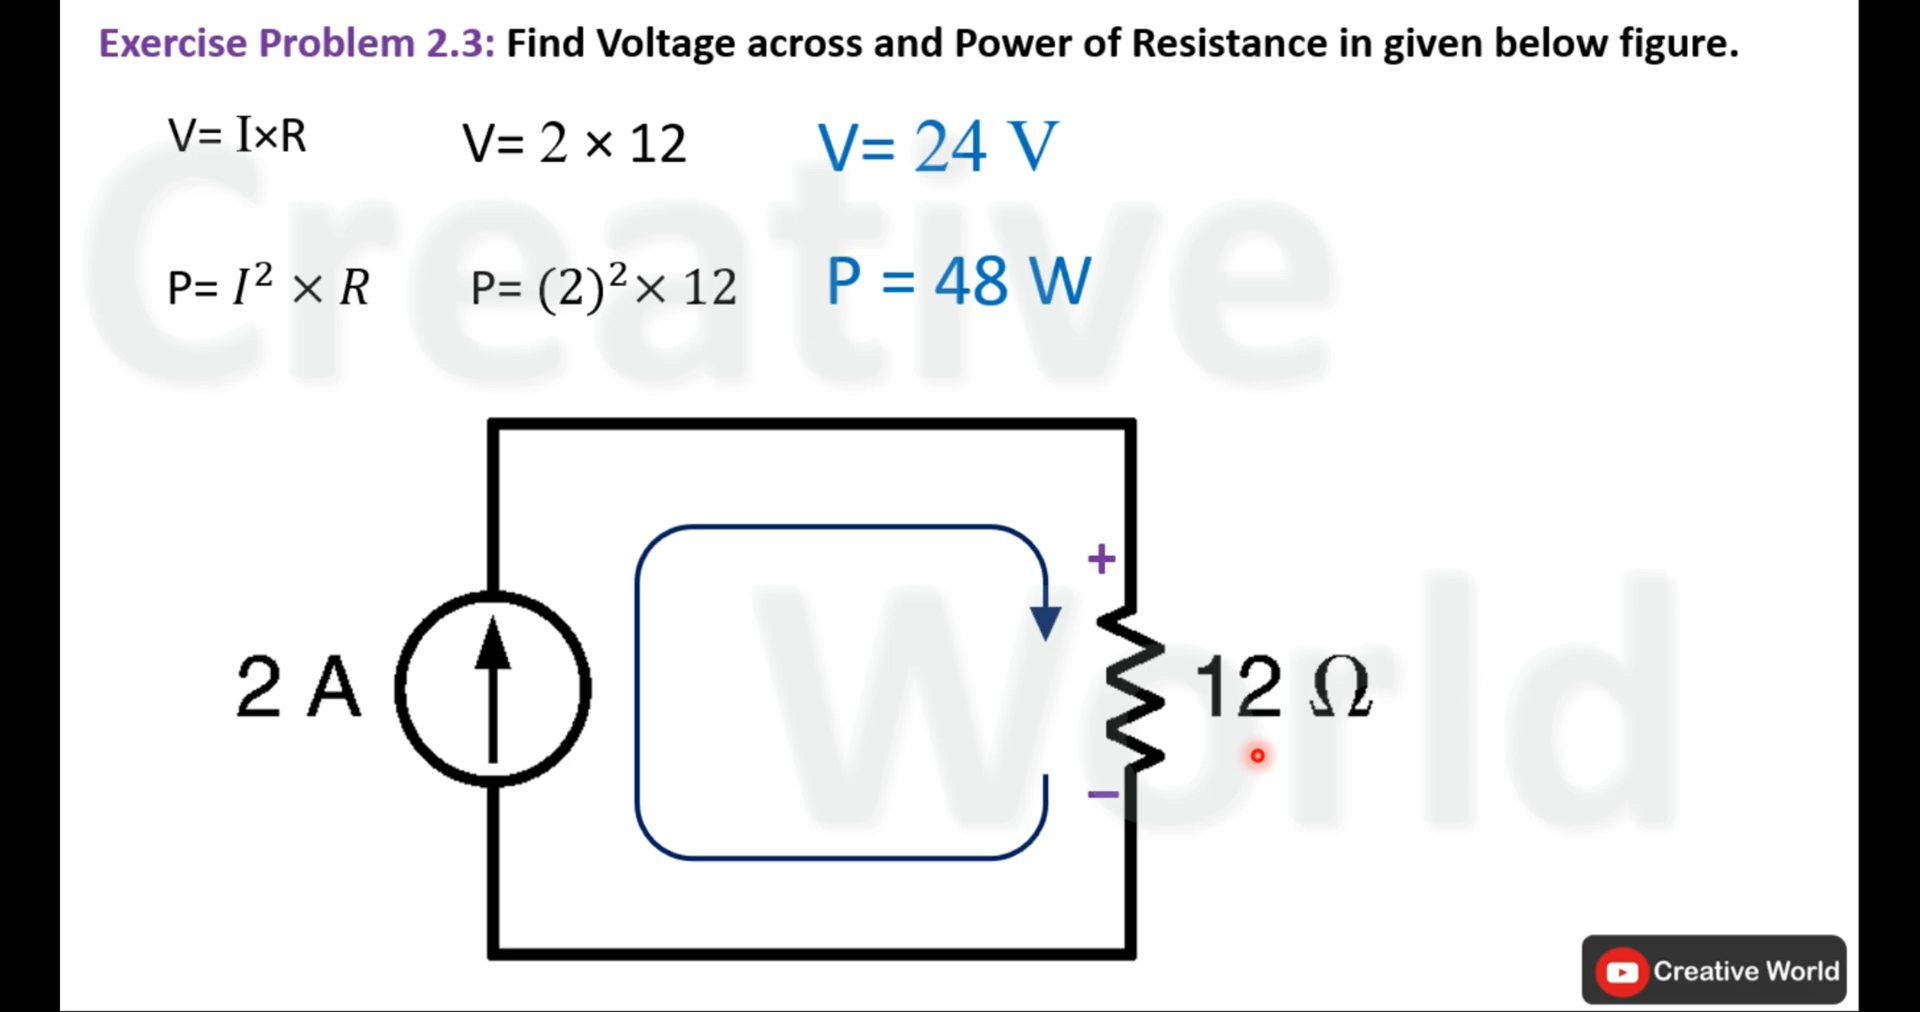 Exercise Problem 2.3: Find Voltage across and Power of Resistance in given below figure.
V= I×R V= 2 × 12 V= 24 V
P= I² × R P= (2)²× 12 P = 48 W
Creative
+
2 A 12 Ω
World
−
Creative World